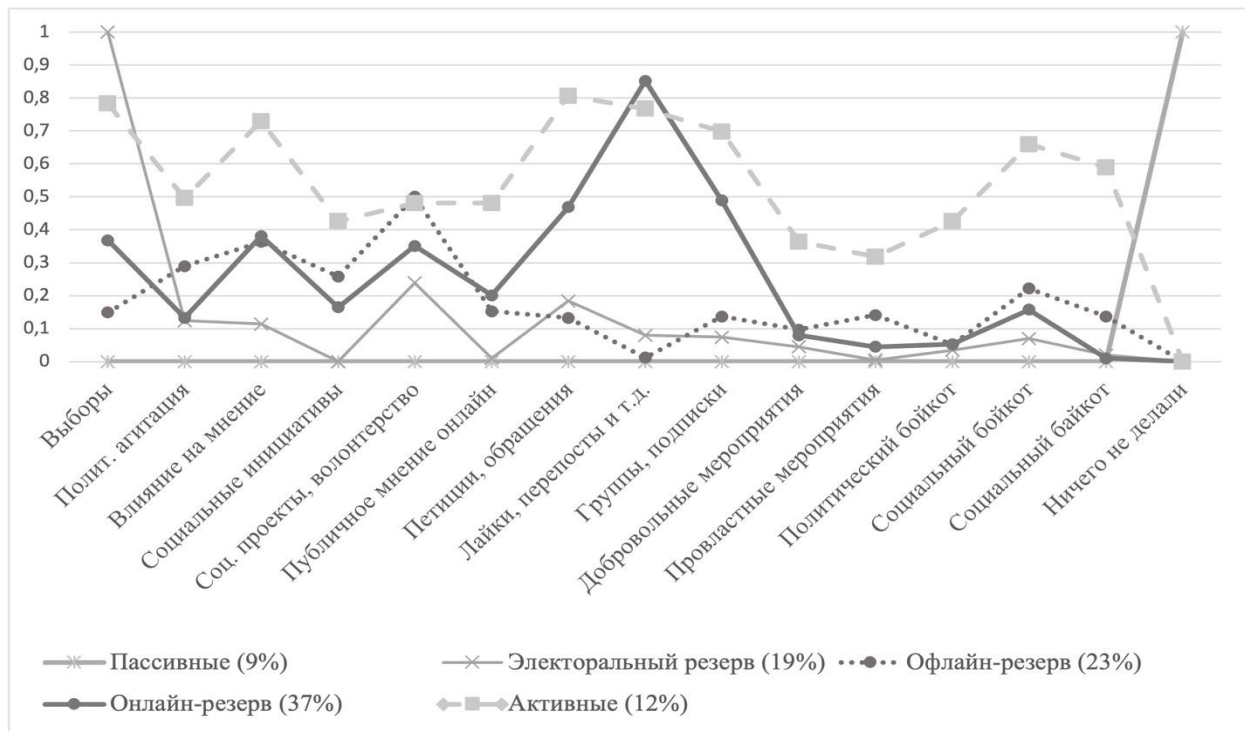 1
0,9
0,8
0,7
0,6
0,5
0,4
0,3
0,2
0,1
0
Выборы
Полит. агитация
Влияние на мнение
Социальные инициативы
Соц. проекты, волонтерство
Публичное мнение онлайн
Петиции, обращения
Лайки, перепосты и т.д.
Группы, подписки
Добровольные мероприятия
Провластные мероприятия
Политический бойкот
Социальный бойкот
Социальный байкот
Ничего не делали
Пассивные (9%)
Электоральный резерв (19%)
Офлайн-резерв (23%)
Онлайн-резерв (37%)
Активные (12%)